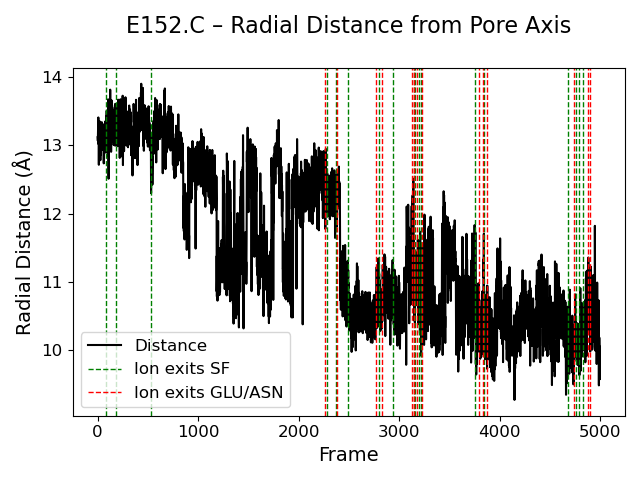 E152.C – Radial Distance from Pore Axis
Radial Distance (Å)
14
13
12
11
10
Distance
Ion exits SF
Ion exits GLU/ASN
0 1000 2000 3000 4000 5000
Frame